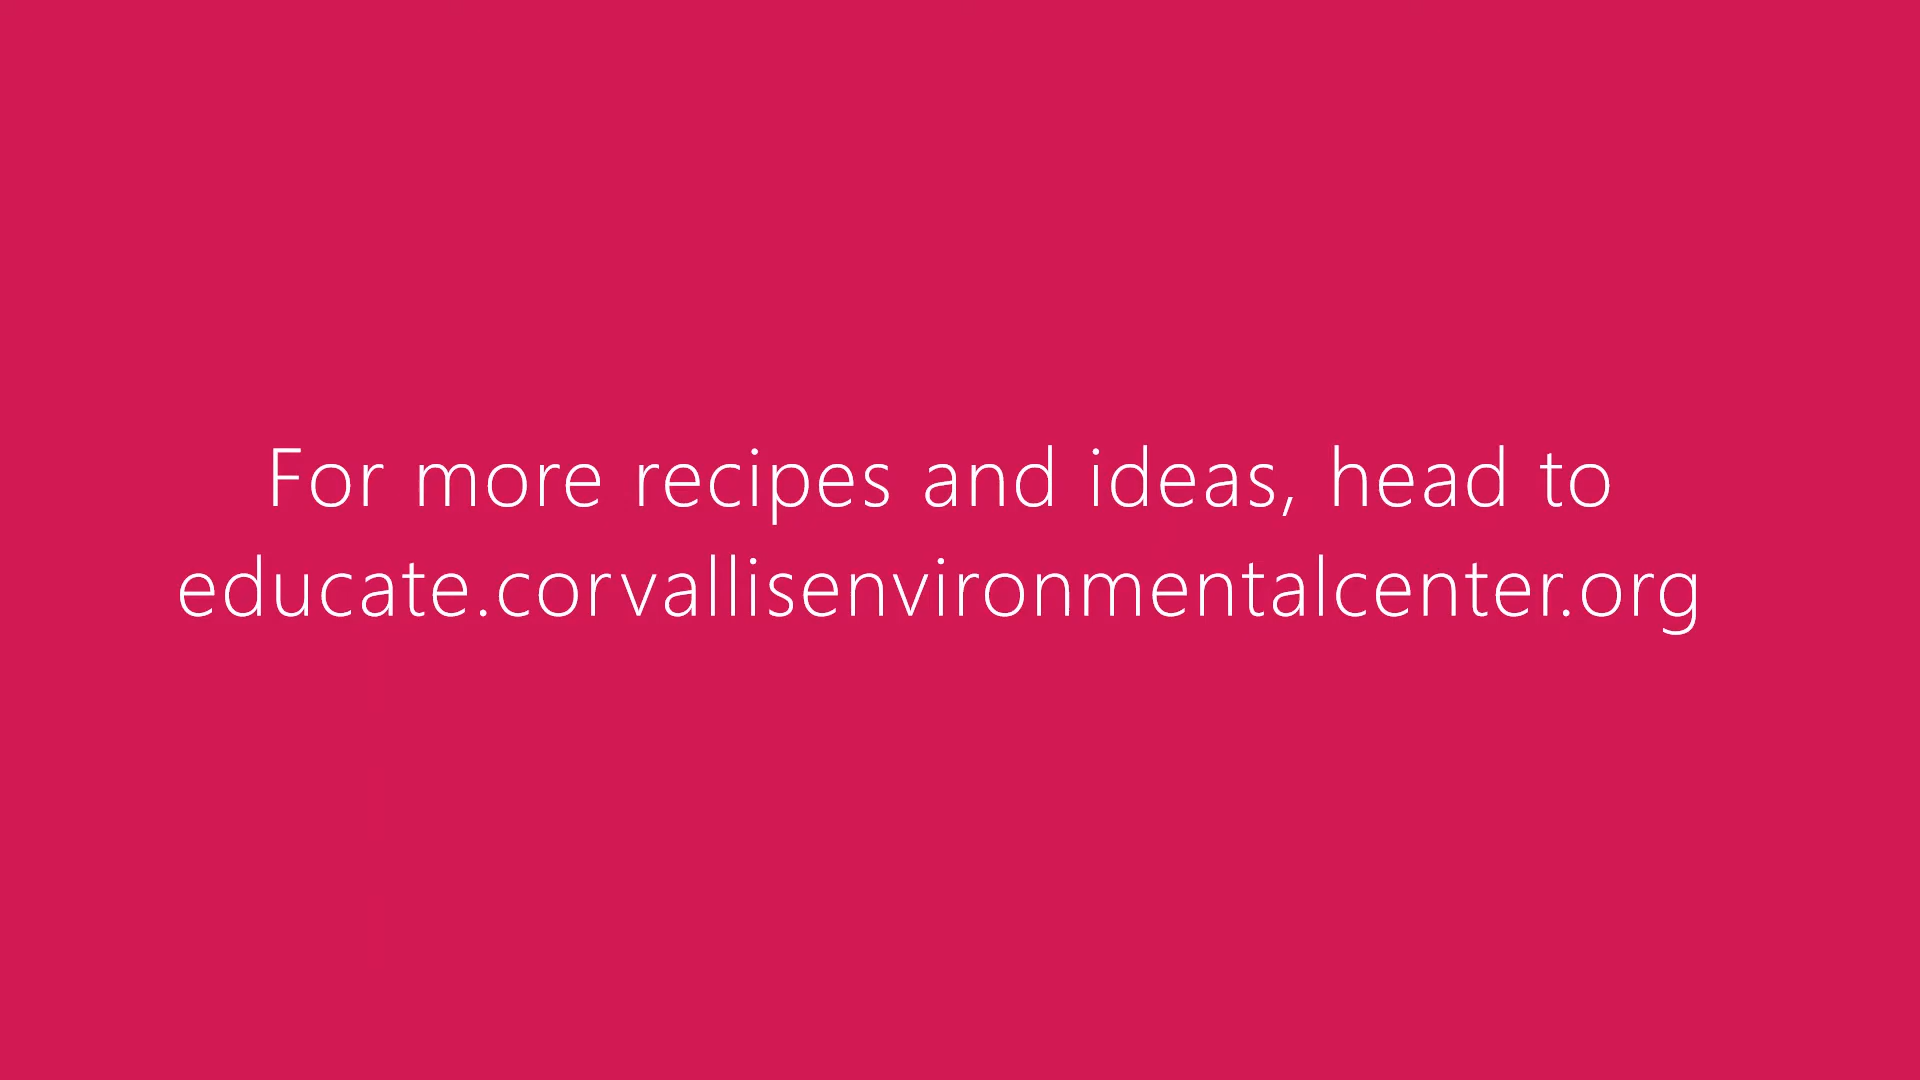 For more recipes and ideas, head to
educate.corvallisenvironmentalcenter.org